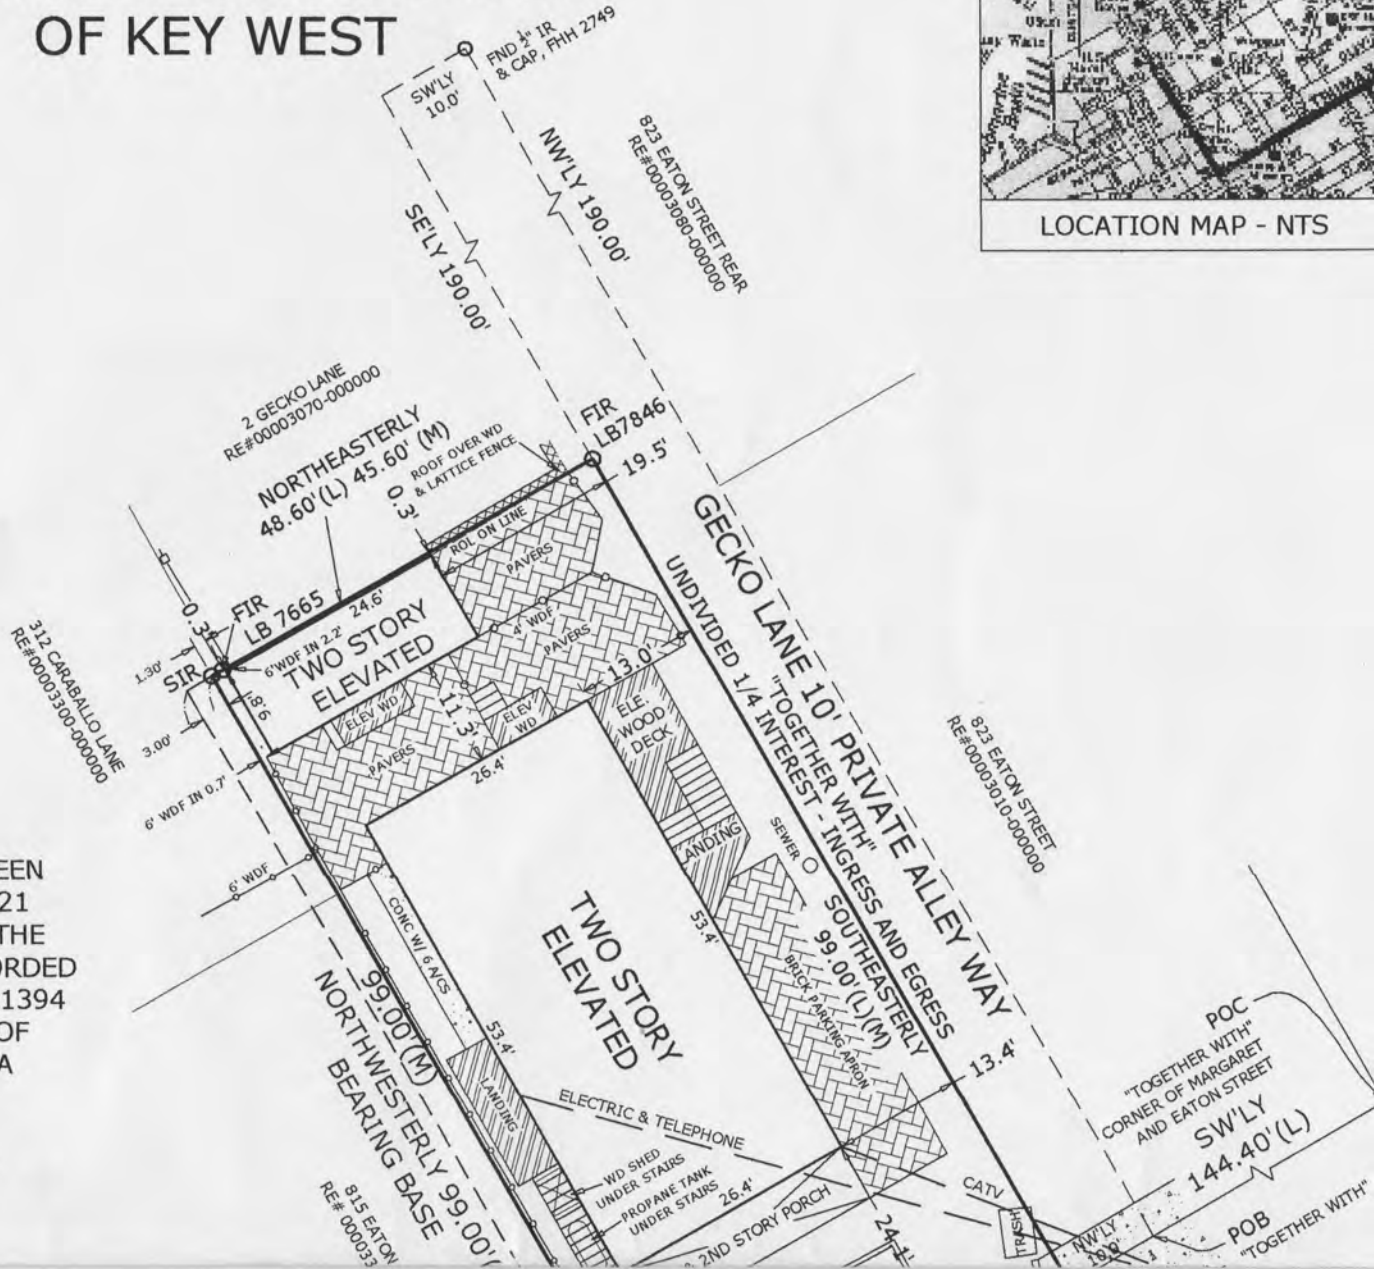 OF KEY WEST
SW'LY
10.0'
FND ½" IR
& CAP, FHH 2749
NW'LY 190.00'
SE'LY 190.00'
823 EATON STREET REAR
RE#00003080-000000
LOCATION MAP - NTS
2 GECKO LANE
RE#00003070-000000
NORTHEASTERLY
48.60'(L) 45.60' (M)
ROOF OVER WD
& LATTICE FENCE
FIR
LB7846
19.5'
0.3'
ROL ON LINE
PAVERS
0.3'
FIR
LB 7665
24.6'
6'WDF IN 2.2'
TWO STORY
ELEVATED
4' WDF
PAVERS
13.0'
312 CARABALLO LANE
RE#00003300-000000
1.30'
SIR
9.8'
3.00'
6' WDF IN 0.7'
ELEV WD
PAVERS
11.3'
ELEV
WD
26.4'
ELE.
WOOD
DECK
LANDING
SEWER
GECKO LANE 10' PRIVATE ALLEY WAY
"TOGETHER WITH"
UNDIVIDED 1/4 INTEREST - INGRESS AND EGRESS
SOUTHEASTERLY
99.00'(L)(M)
823 EATON STREET
RE#00003010-000000
6' WDF
CONC W/ 6 A/CS
TWO STORY
ELEVATED
53.4'
53.4'
BRICK PARKING APRON
13.4'
EEN
21
THE
ORDED
1394
OF
A
99.00'(M)
NORTHWESTERLY 99.00'(
BEARING BASE
LANDING
ELECTRIC & TELEPHONE
WD SHED
UNDER STAIRS
PROPANE TANK
UNDER STAIRS
26.4'
2ND STORY PORCH
24.1'
CATV
TRASH
NW'LY
10.0'
POC
"TOGETHER WITH"
CORNER OF MARGARET
AND EATON STREET
SW'LY
144.40'(L)
POB
"TOGETHER WITH"
815 EATON
RE# 000033